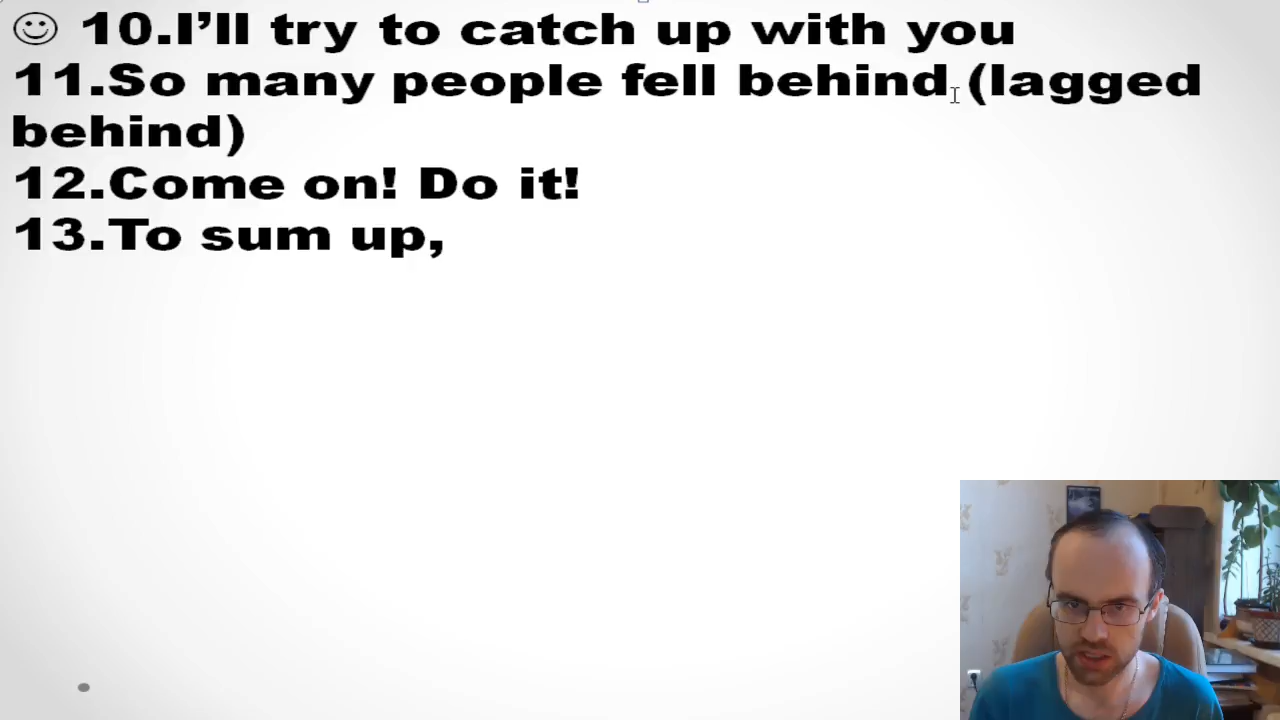 ☺ 10.I’ll try to catch up with you
11.So many people fell behind (lagged
behind)
12.Come on! Do it!
13.To sum up,